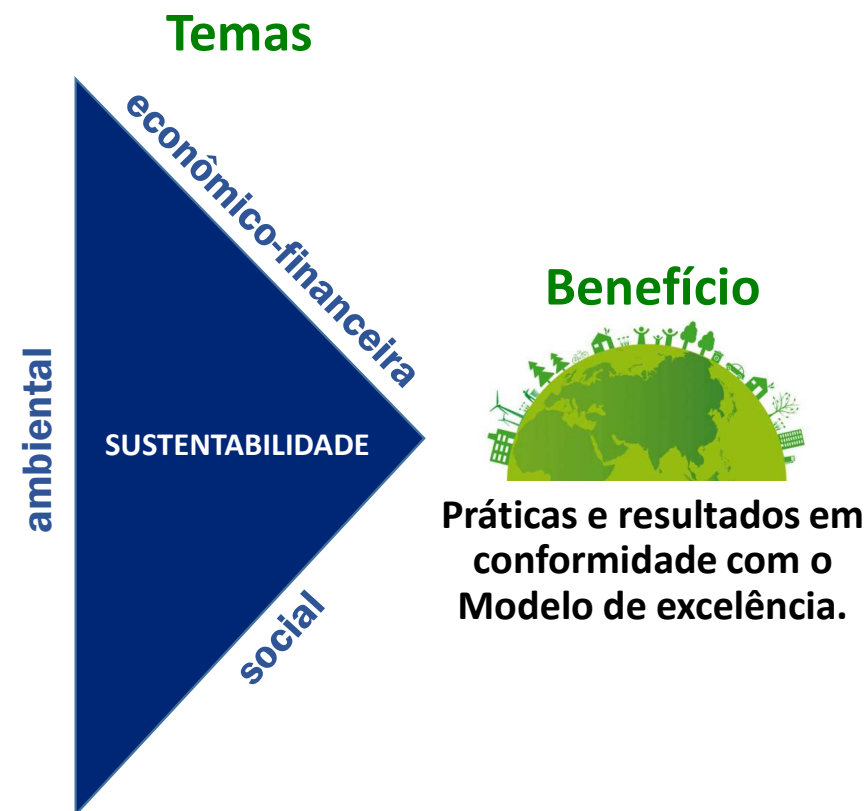 Temas
econômico-financeira
ambiental
SUSTENTABILIDADE
social
Benefício
Práticas e resultados em
conformidade com o
Modelo de excelência.